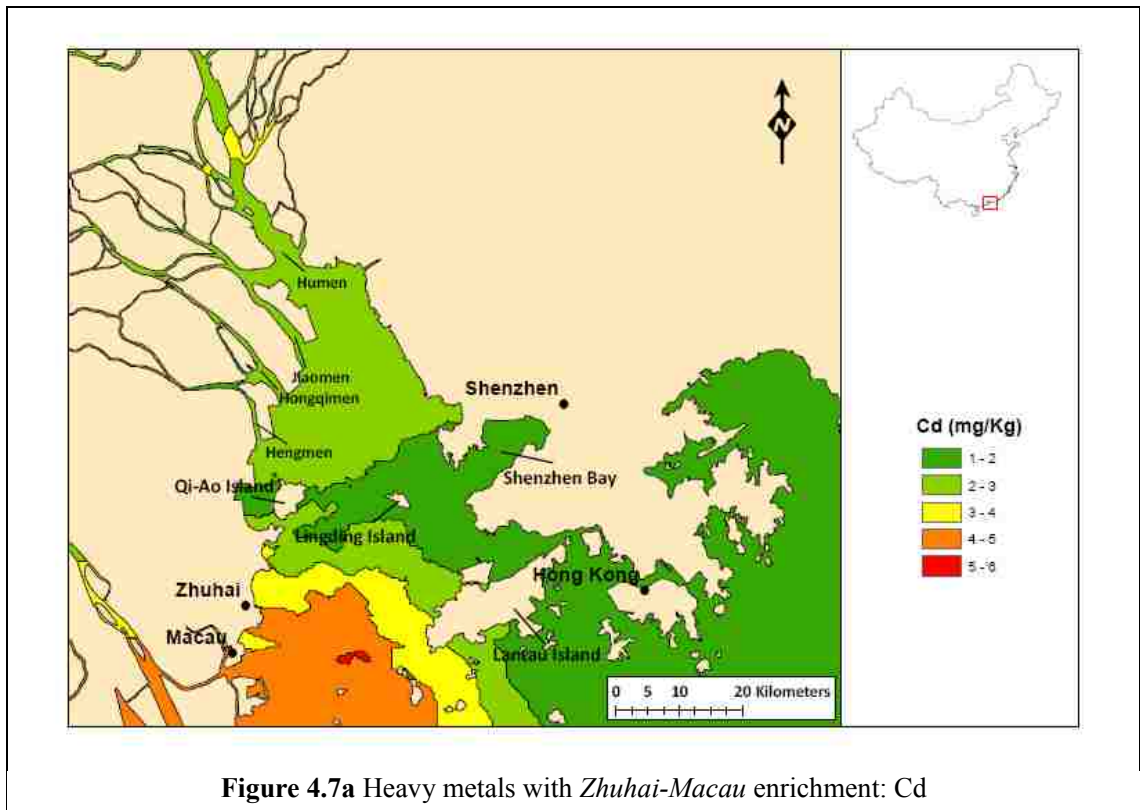 N
Humen
Jiaomen
Hongqimen
Shenzhen
Hengmen
Shenzhen Bay
Qi-Ao Island
Lingding Island
Zhuhai
Hong Kong
Macau
Lantau Island
0 5 10 20 Kilometers
Cd (mg/Kg)
1 - 2
2 - 3
3 - 4
4 - 5
5 - 6
Figure 4.7a Heavy metals with Zhuhai-Macau enrichment: Cd